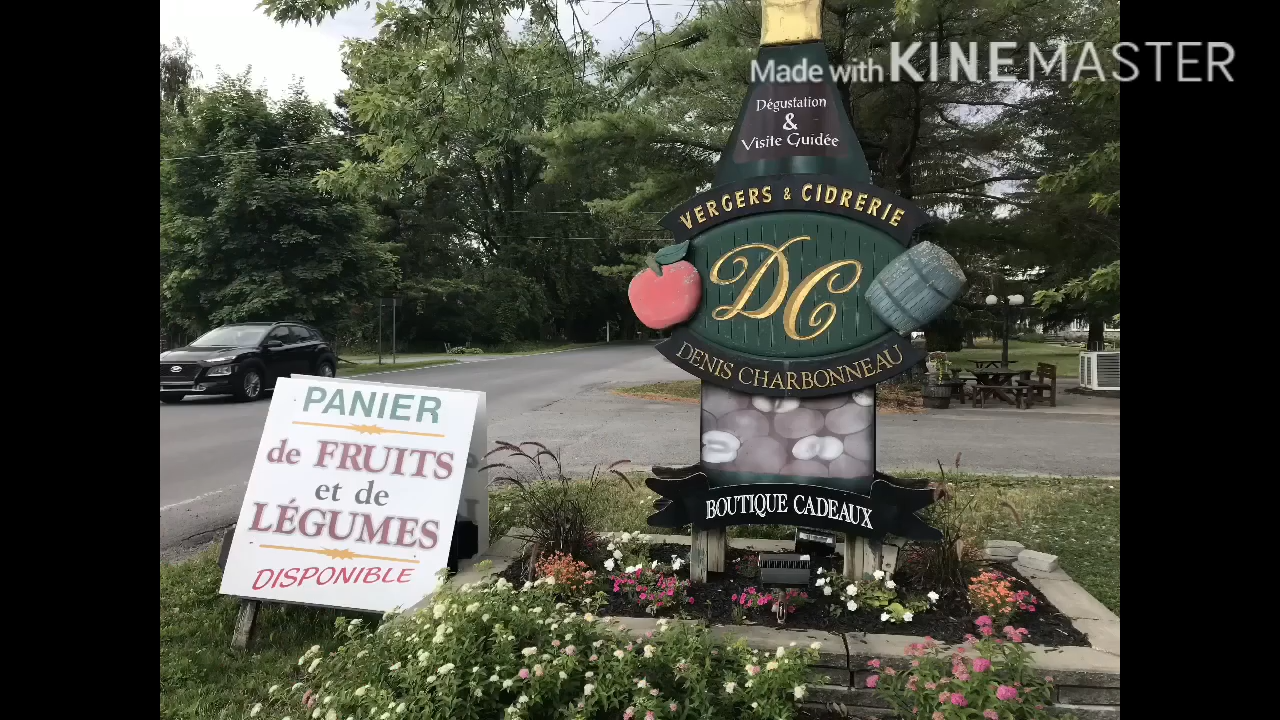 Made with KINEMASTER
Dégustation
&
Visite Guidée
VERGERS & CIDRERIE
DC
DENIS CHARBONNEAU
BOUTIQUE CADEAUX
PANIER
de FRUITS
et de
LÉGUMES
DISPONIBLE